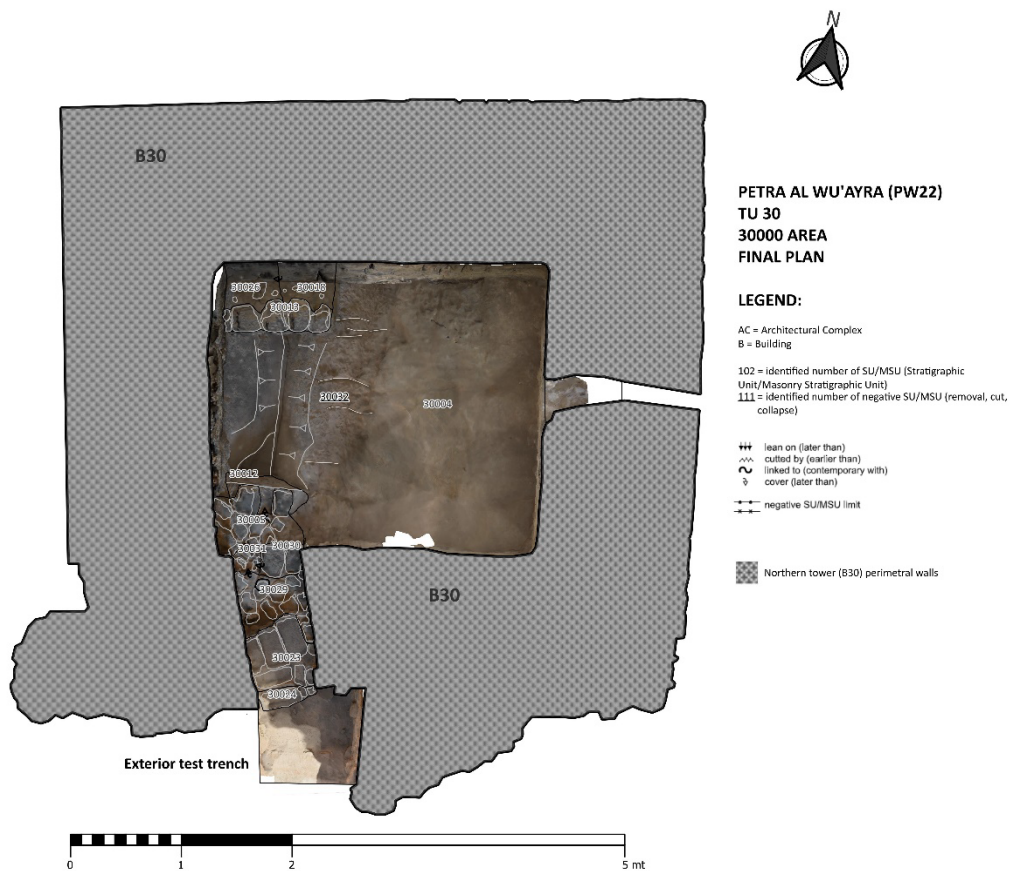 N
B30
PETRA AL WU'AYRA (PW22)
TU 30
30000 AREA
FINAL PLAN
30026
30018
30013
LEGEND:
AC = Architectural Complex
B = Building
102 = identified number of SU/MSU (Stratigraphic
Unit/Masonry Stratigraphic Unit)
111 = identified number of negative SU/MSU (removal, cut,
collapse)
30032
30004
lean on (later than)
cutted by (earlier than)
linked to (contemporary with)
cover (later than)
negative SU/MSU limit
30012
30005
30031
30030
30029
B30
Northern tower (B30) perimetral walls
30023
30024
Exterior test trench
0 1 2 5 mt